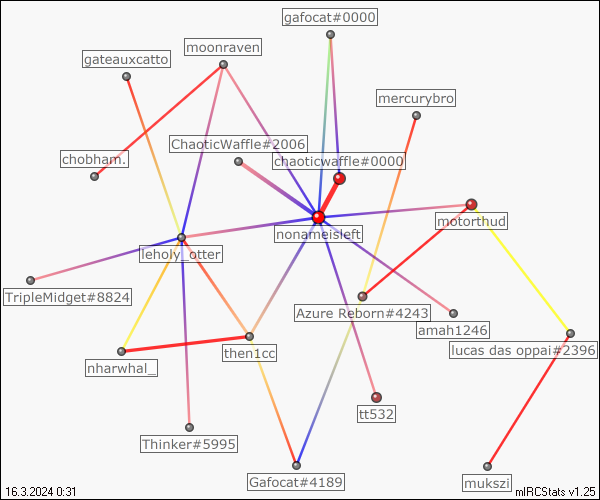 gafocat#0000
moonraven
gateauxcatto
mercurybro
ChaoticWaffle#2006
chaoticwaffle#0000
chobham.
motorthud
nonameisleft
leholy_otter
TripleMidget#8824
Azure Reborn#4243
amah1246
lucas das oppai#2396
then1cc
nharwhal_
tt532
Thinker#5995
Gafocat#4189
mukszi
16.3.2024 0:31
mIRCStats v1.25